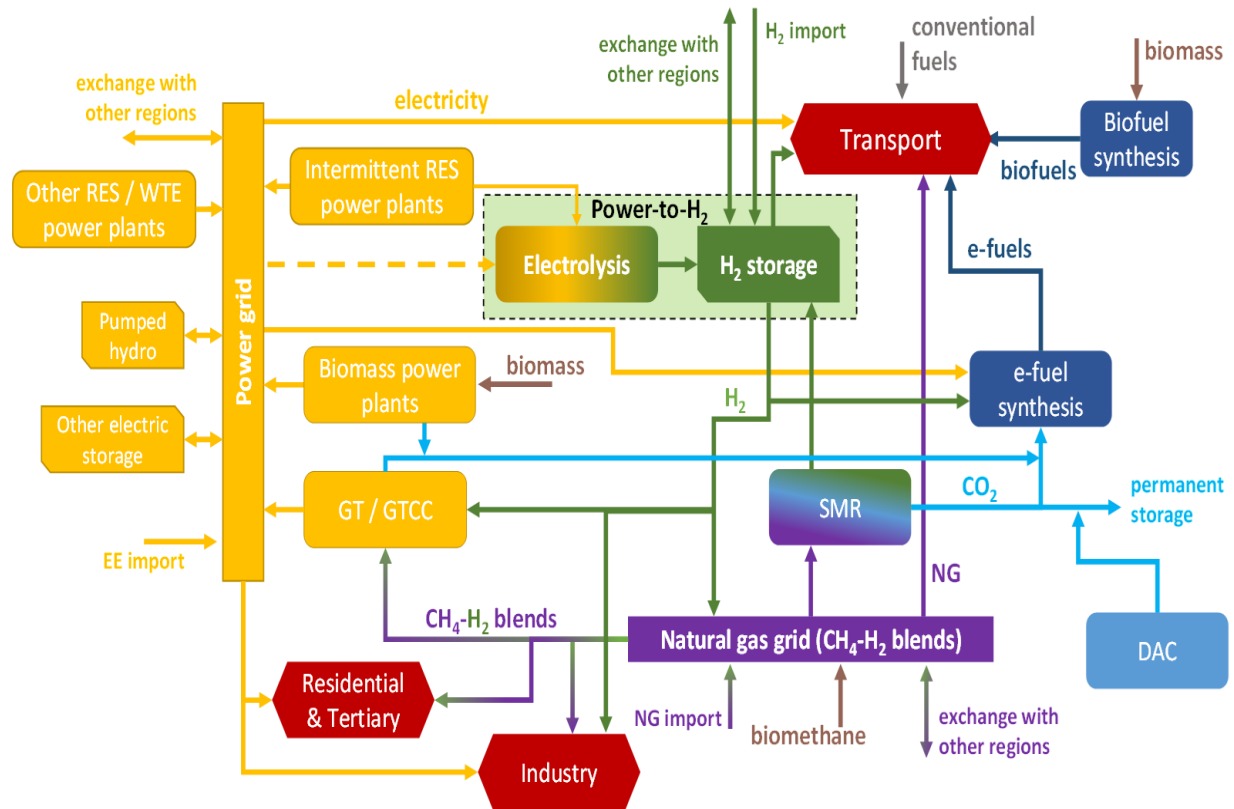 exchange with
other regions
H₂ import
conventional
fuels
biomass
exchange with
other regions
electricity
Transport
Biofuel
synthesis
biofuels
Other RES / WTE
power plants
Intermittent RES
power plants
Power-to-H₂
Electrolysis
H₂ storage
e-fuels
Power grid
Pumped
hydro
Biomass power
plants
biomass
H₂
e-fuel
synthesis
Other electric
storage
GT / GTCC
SMR
CO₂
permanent
storage
EE import
NG
CH₄-H₂ blends
Natural gas grid (CH₄-H₂ blends)
DAC
Residential
& Tertiary
NG import
biomethane
exchange with
other regions
Industry